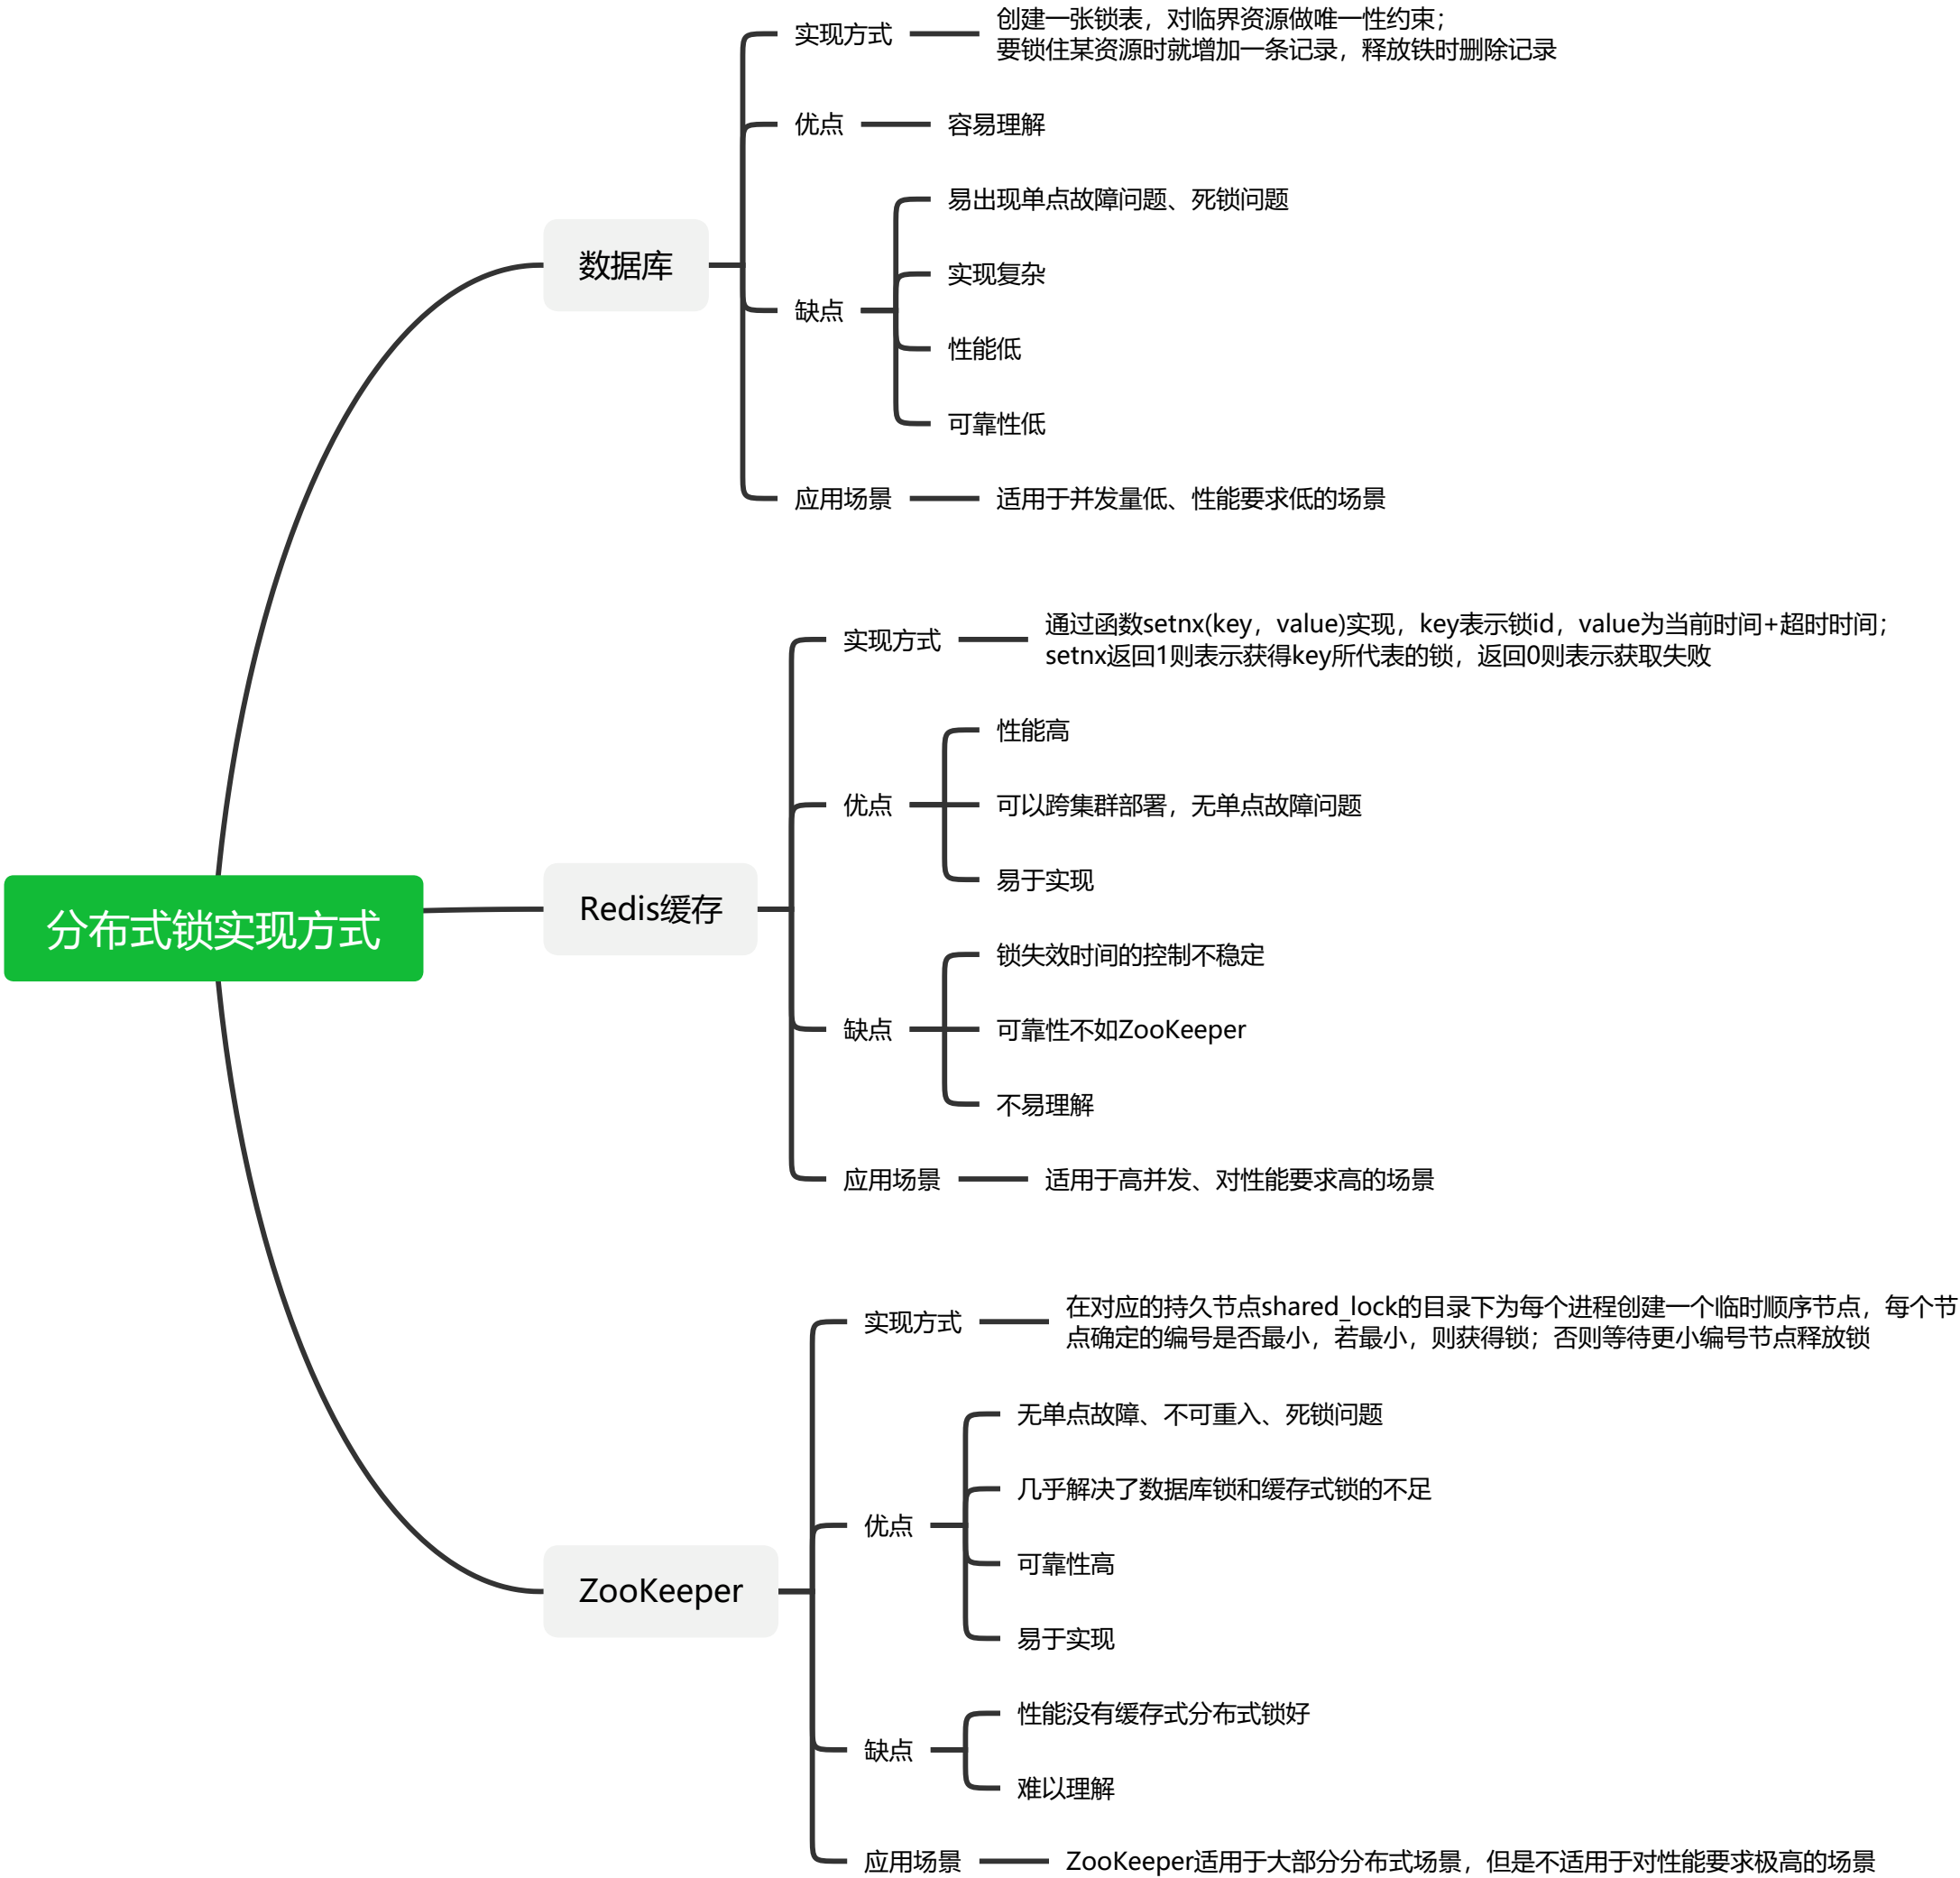 分布式锁实现方式
数据库
实现方式
创建一张锁表，对临界资源做唯一性约束；
要锁住某资源时就增加一条记录，释放铁时删除记录
优点
容易理解
缺点
易出现单点故障问题、死锁问题
实现复杂
性能低
可靠性低
应用场景
适用于并发量低、性能要求低的场景
Redis缓存
实现方式
通过函数setnx(key，value)实现，key表示锁id，value为当前时间+超时时间；
setnx返回1则表示获得key所代表的锁，返回0则表示获取失败
优点
性能高
可以跨集群部署，无单点故障问题
易于实现
缺点
锁失效时间的控制不稳定
可靠性不如ZooKeeper
不易理解
应用场景
适用于高并发、对性能要求高的场景
ZooKeeper
实现方式
在对应的持久节点shared_lock的目录下为每个进程创建一个临时顺序节点，每个节
点确定的编号是否最小，若最小，则获得锁；否则等待更小编号节点释放锁
优点
无单点故障、不可重入、死锁问题
几乎解决了数据库锁和缓存式锁的不足
可靠性高
易于实现
缺点
性能没有缓存式分布式锁好
难以理解
应用场景
ZooKeeper适用于大部分分布式场景，但是不适用于对性能要求极高的场景